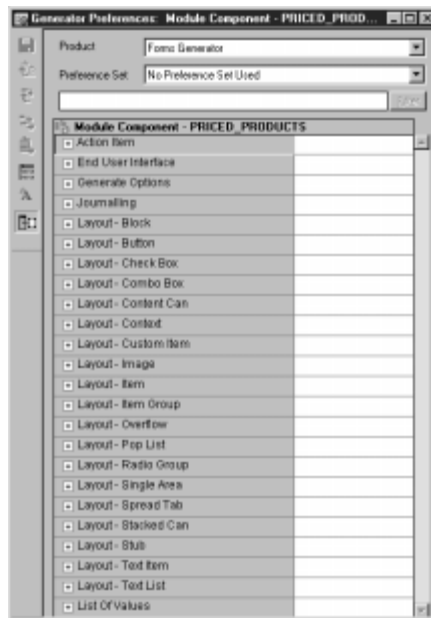 Generator Preferences: Module Component - PRICED_PROD...
Product Forms Generator
Preference Set No Preference Set Used
Save
Module Component - PRICED_PRODUCTS
Action Item
End User Interface
Generate Options
Journalling
Layout - Block
Layout - Button
Layout - Check Box
Layout - Combo Box
Layout - Content Can
Layout - Context
Layout - Custom Item
Layout - Image
Layout - Item
Layout - Item Group
Layout - Overflow
Layout - Pop List
Layout - Radio Group
Layout - Single Area
Layout - Spread Tab
Layout - Stacked Can
Layout - Stub
Layout - Text Item
Layout - Text List
List Of Values